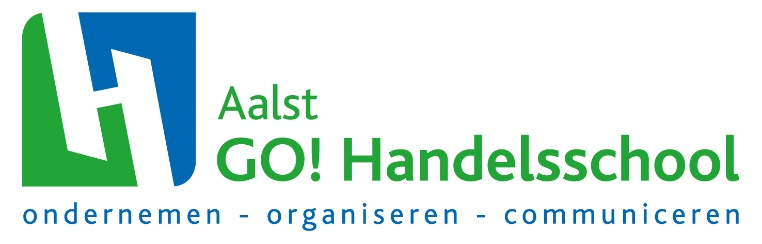 Aalst
GO! Handelsschool
ondernemen - organiseren - communiceren